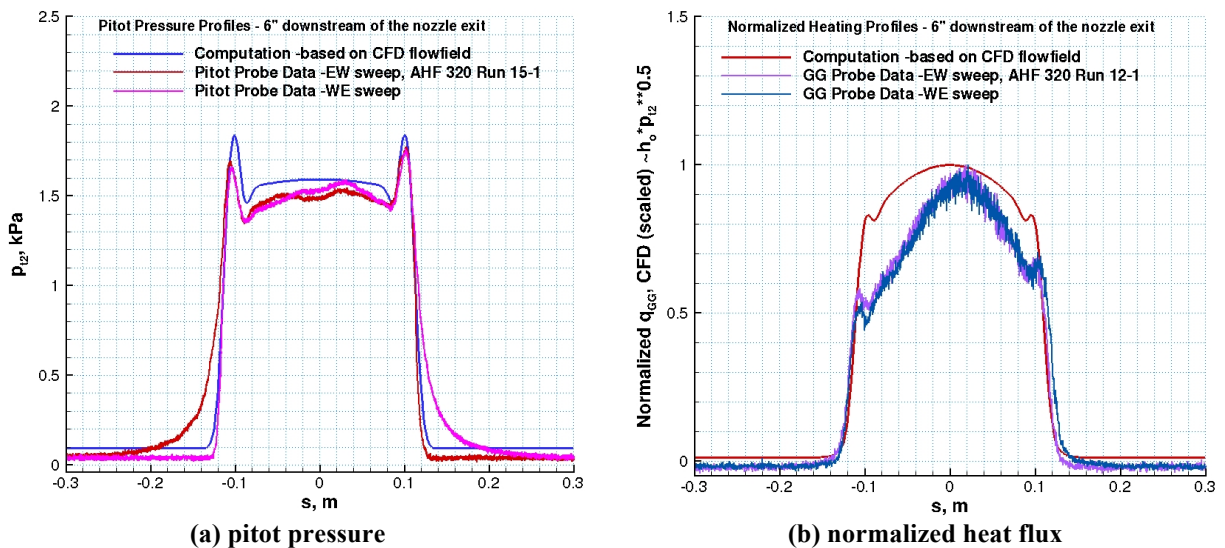 Pitot Pressure Profiles - 6" downstream of the nozzle exit
Computation -based on CFD flowfield
Pitot Probe Data -EW sweep, AHF 320 Run 15-1
Pitot Probe Data -WE sweep
2.5
2
1.5
1
0.5
0
p_t2, kPa
-0.3
-0.2
-0.1
0
0.1
0.2
0.3
s, m
(a) pitot pressure
Normalized Heating Profiles - 6" downstream of the nozzle exit
Computation -based on CFD flowfield
GG Probe Data -EW sweep, AHF 320 Run 12-1
GG Probe Data -WE sweep
1.5
1
0.5
0
Normalized q_GG, CFD (scaled) ~h_o*p_t2**0.5
-0.3
-0.2
-0.1
0
0.1
0.2
0.3
s, m
(b) normalized heat flux